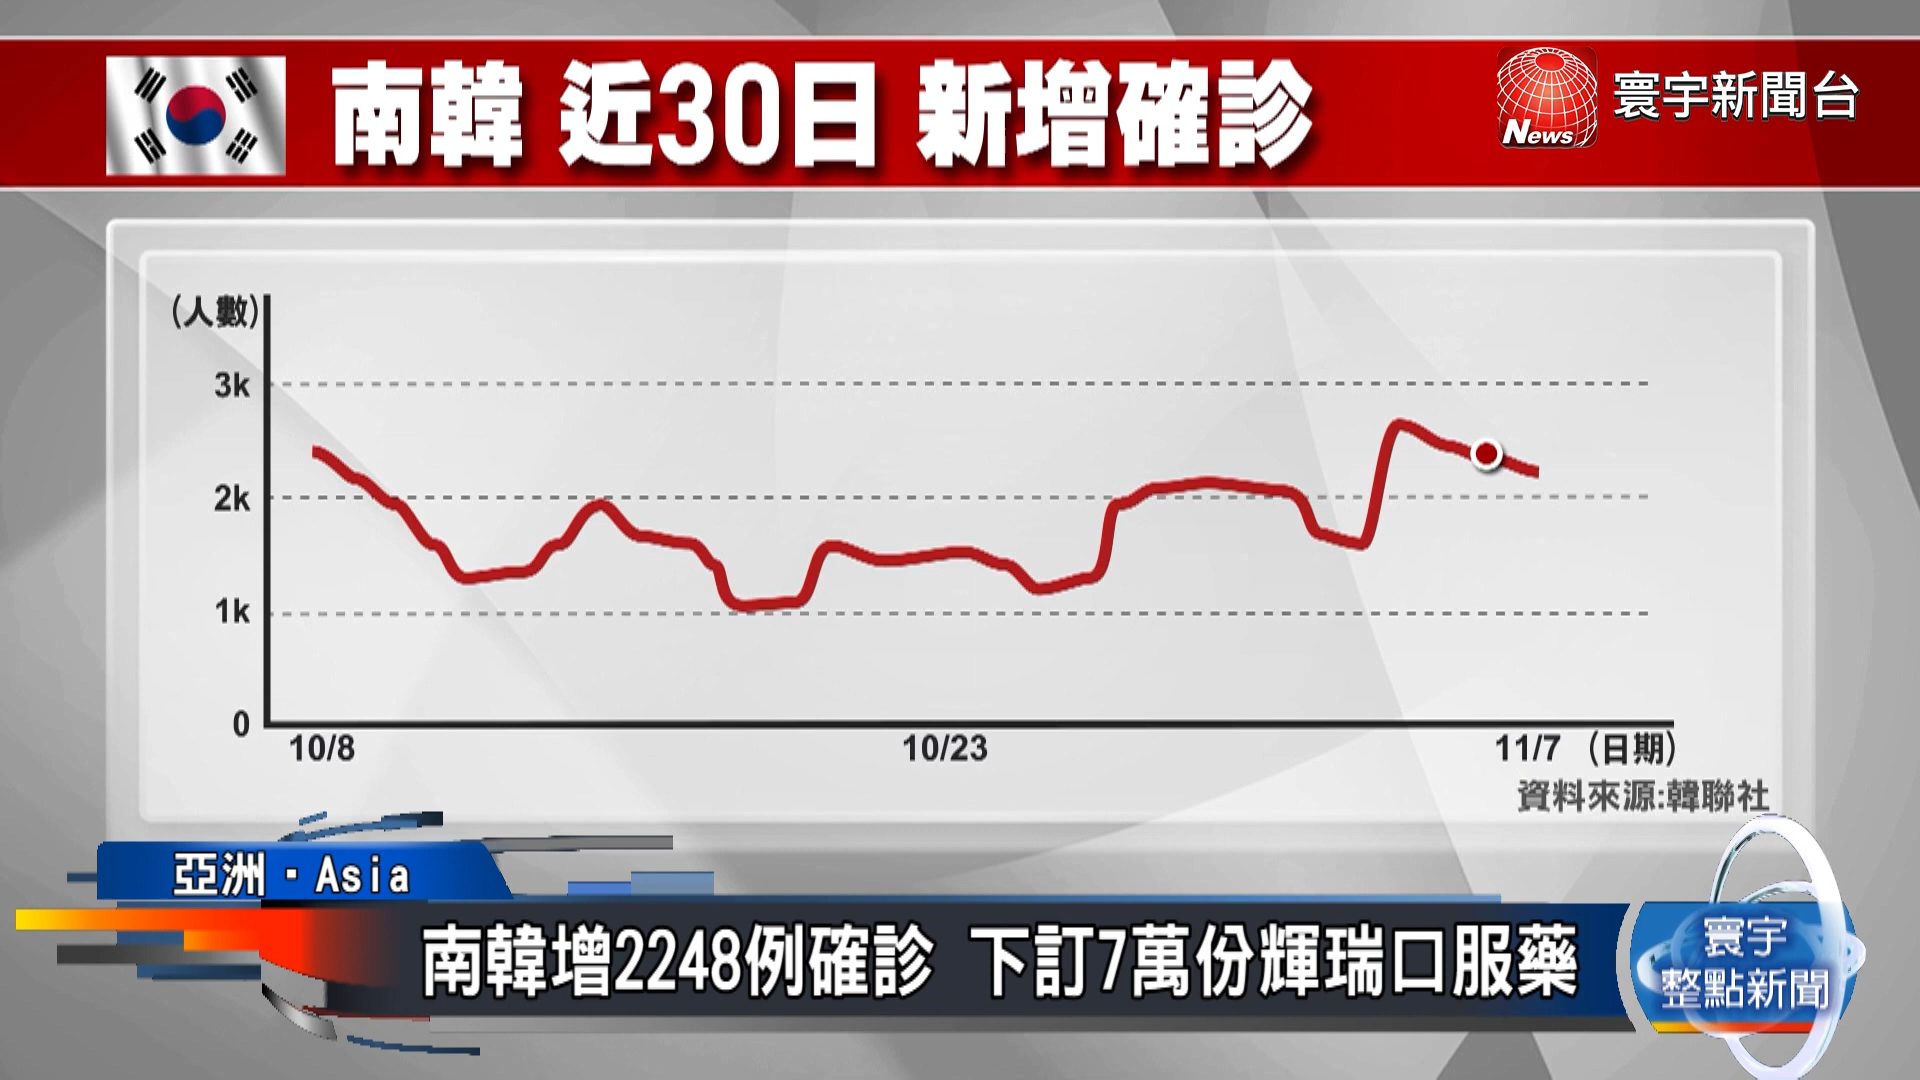 南韓 近30日 新增確診
News
寰宇新聞台
(人數)
3k
2k
1k
0
10/8
10/23
11/7
(日期)
資料來源:韓聯社
亞洲·Asia
南韓增2248例確診 下訂7萬份輝瑞口服藥
寰宇
整點新聞